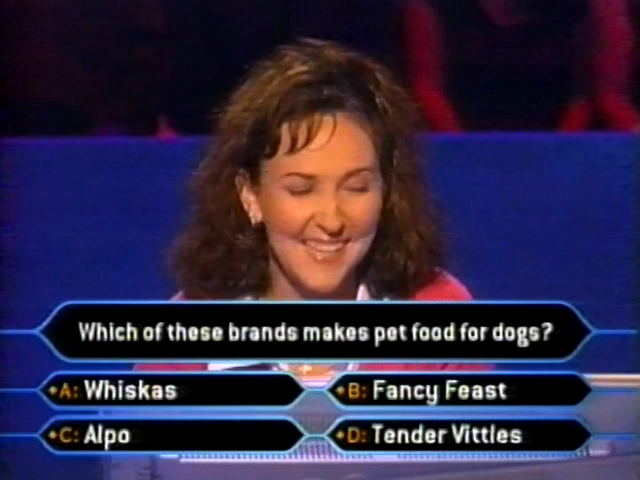 Which of these brands makes pet food for dogs?
A: Whiskas
B: Fancy Feast
C: Alpo
D: Tender Vittles